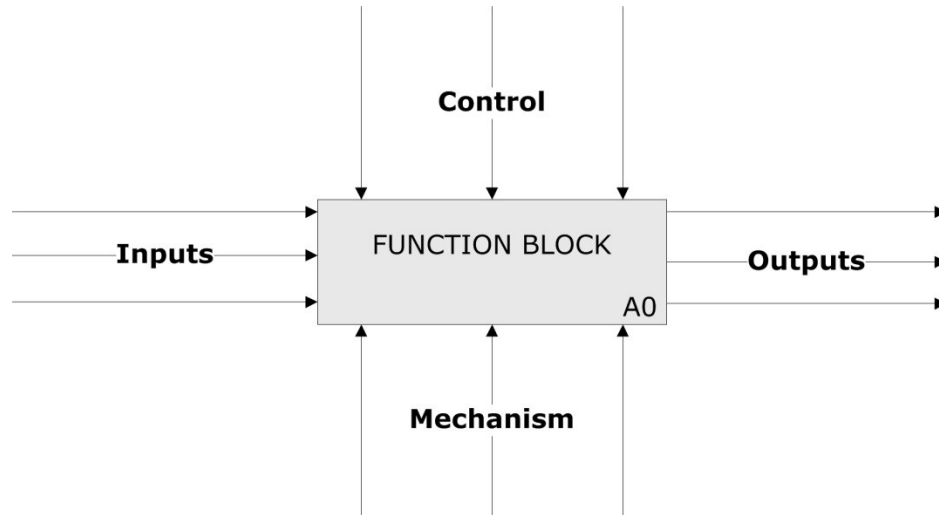 Control
FUNCTION BLOCK
Inputs
Outputs
A0
Mechanism